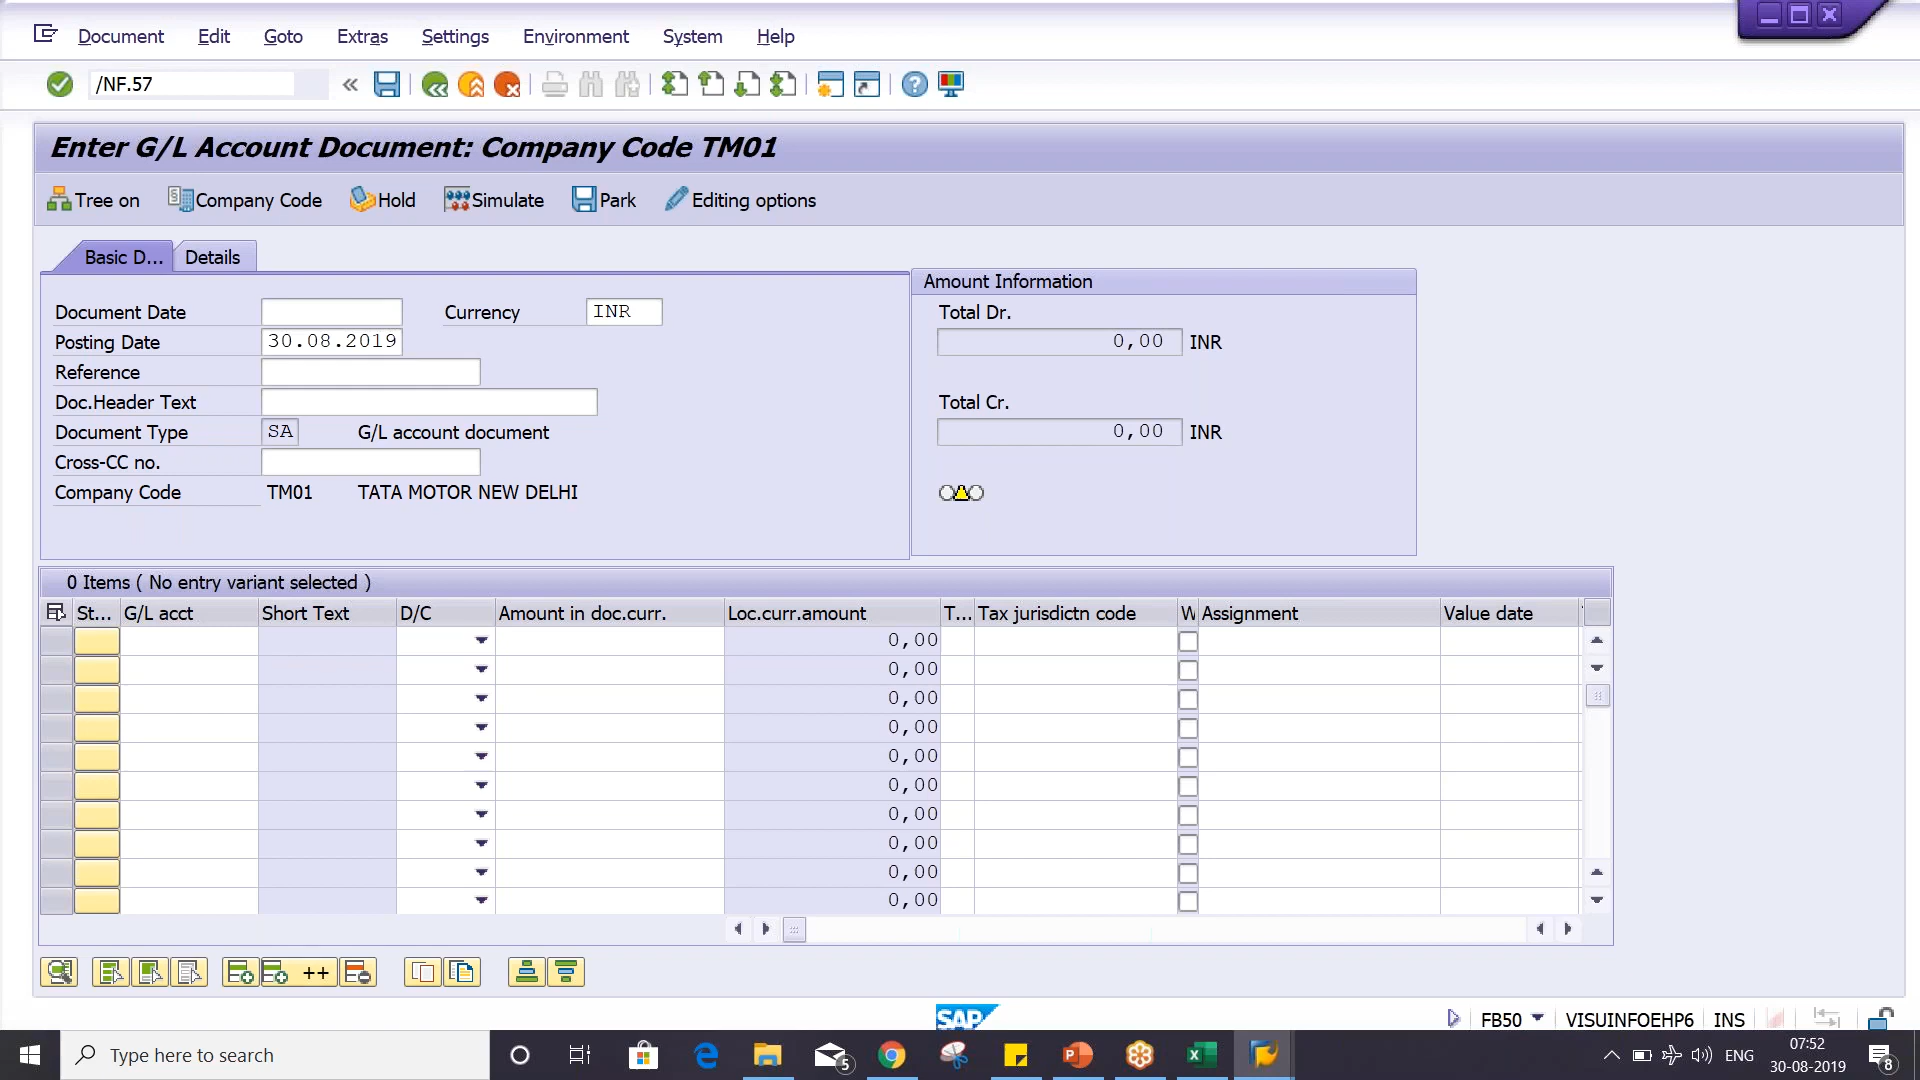 Document Edit Goto Extras Settings Environment System Help
/NF.57
Enter G/L Account Document: Company Code TM01
Tree on Company Code Hold Simulate Park Editing options
Basic D... Details
Document Date Currency INR
Posting Date 30.08.2019
Reference
Doc.Header Text
Document Type SA G/L account document
Cross-CC no.
Company Code TM01 TATA MOTOR NEW DELHI
Amount Information
Total Dr.
0,00 INR
Total Cr.
0,00 INR
0 Items ( No entry variant selected )
St... G/L acct Short Text D/C Amount in doc.curr. Loc.curr.amount T... Tax jurisdictn code W Assignment Value date
0,00
0,00
0,00
0,00
0,00
0,00
0,00
0,00
0,00
0,00
++
SAP FB50 VISUINFOEHP6 INS
Type here to search 5 ENG 07:52
30-08-2019 8